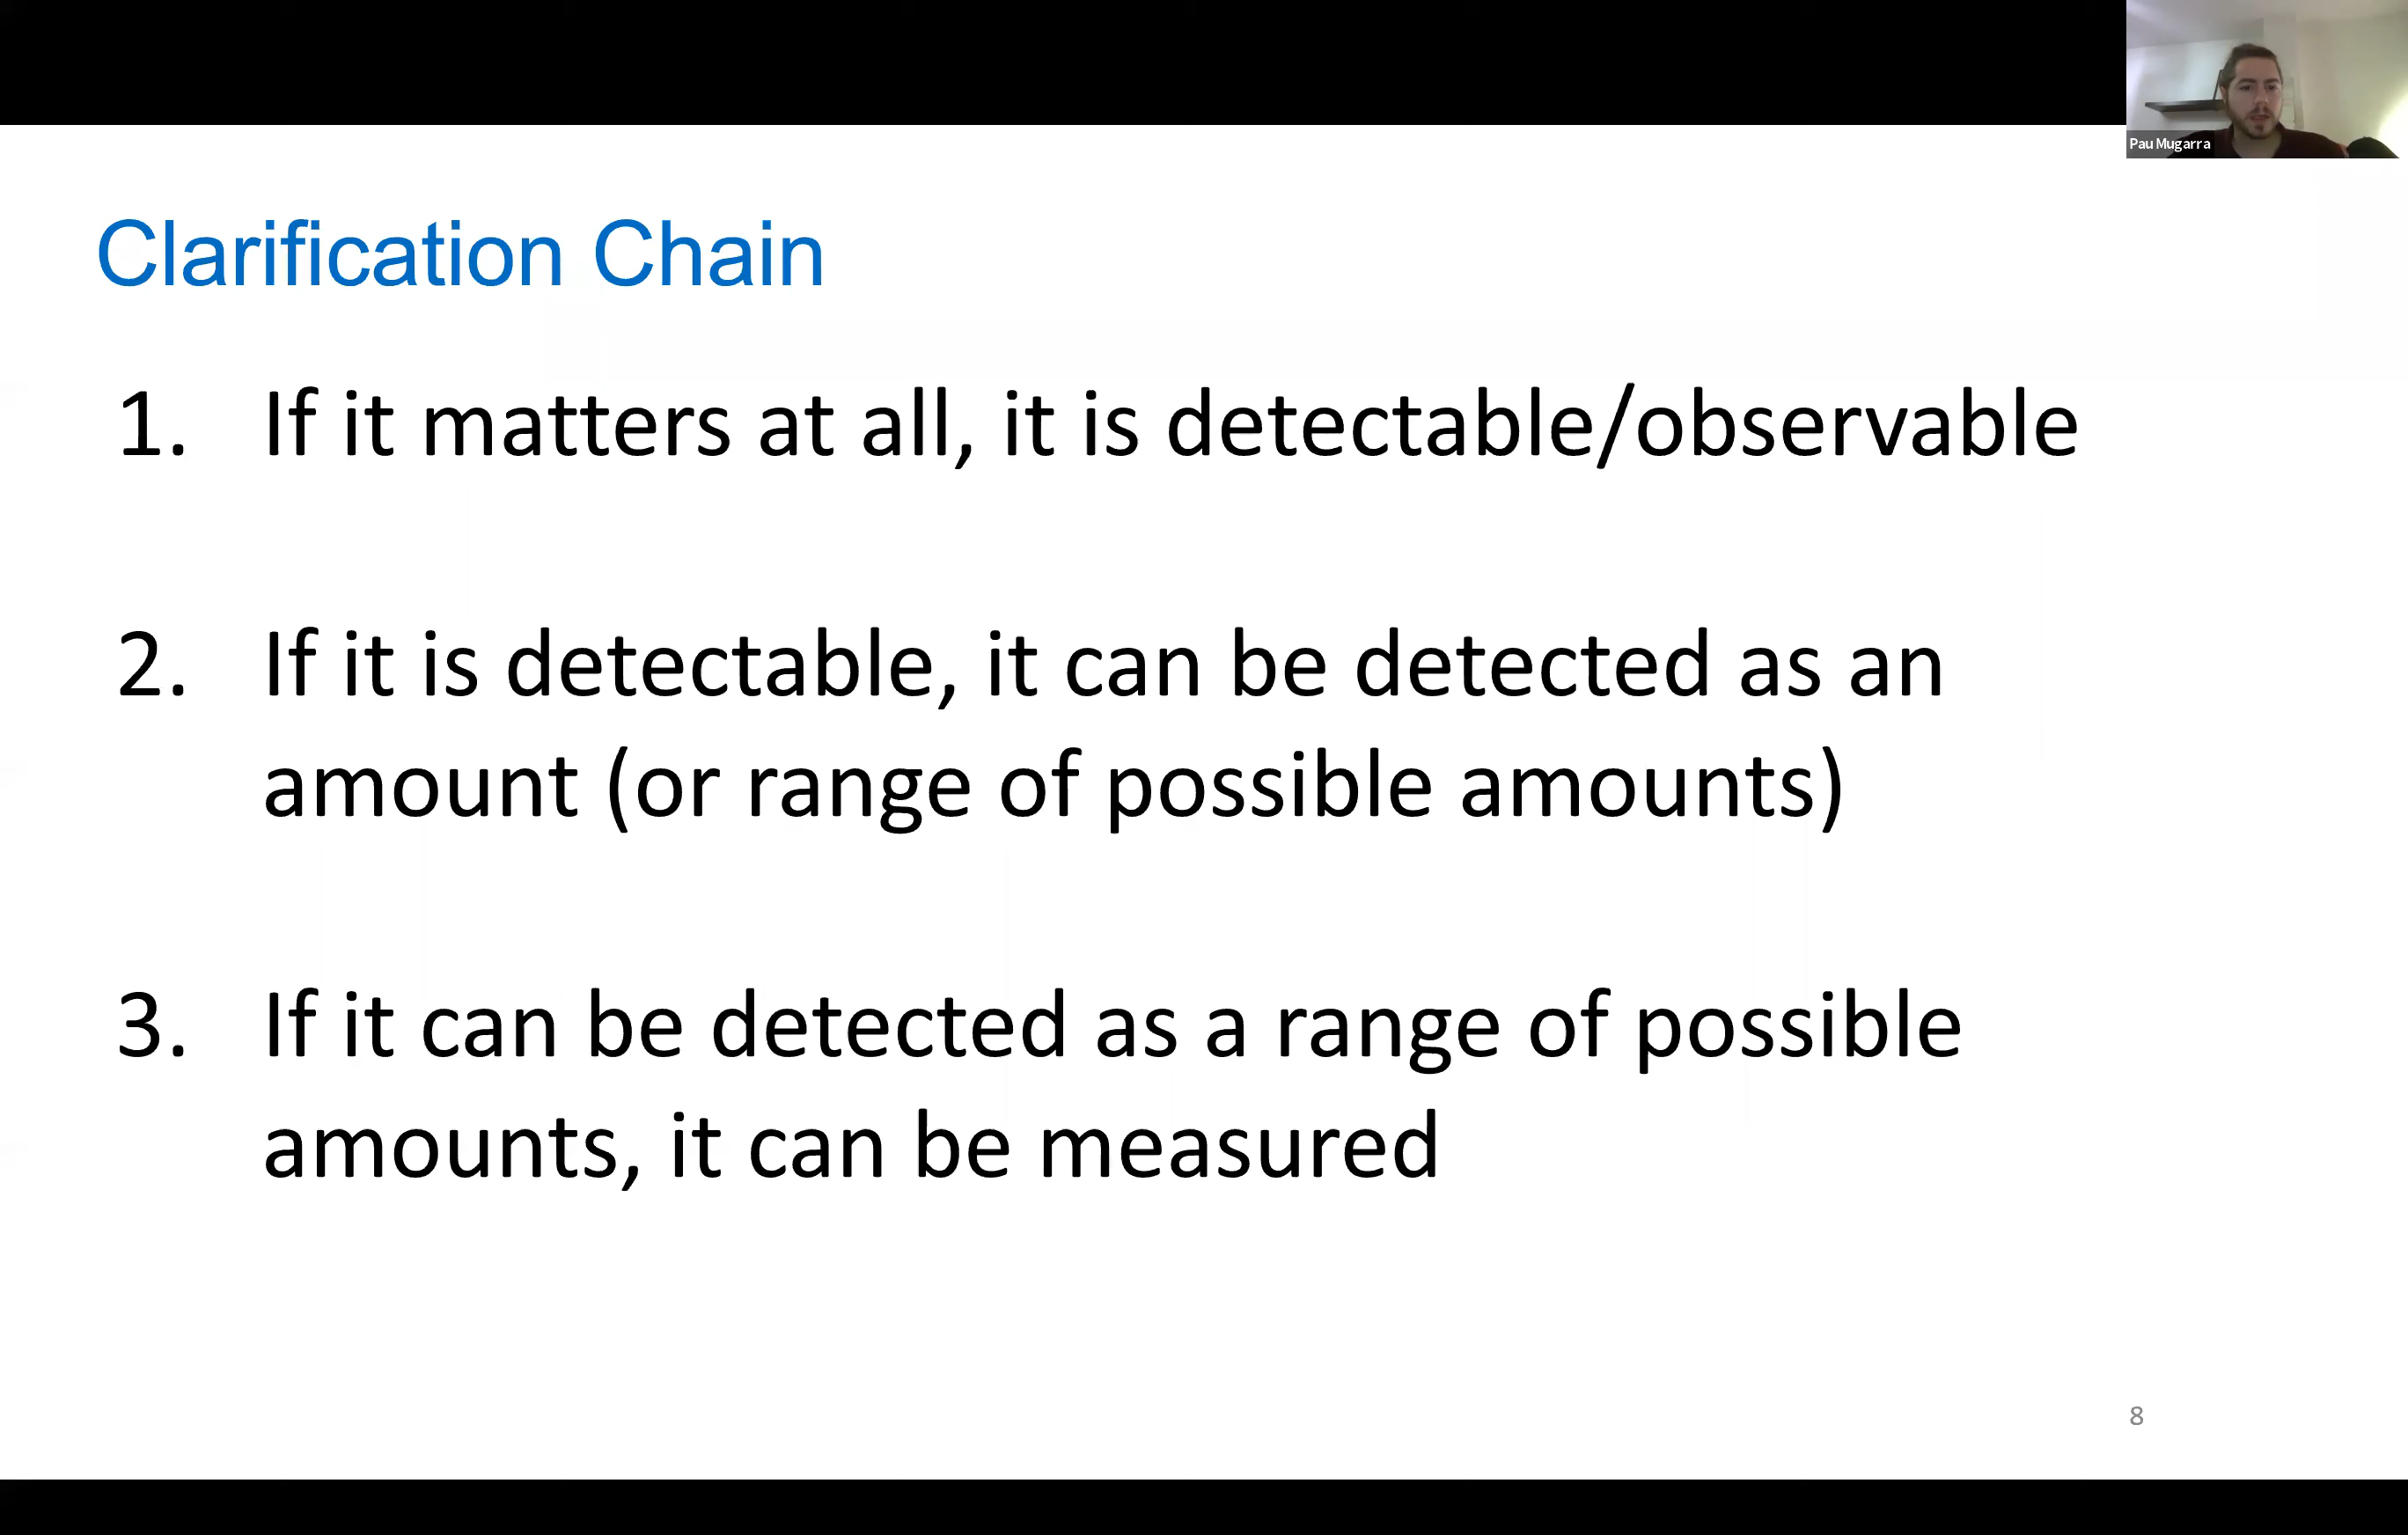 Pau Mugarra
Clarification Chain
1. If it matters at all, it is detectable/observable
2. If it is detectable, it can be detected as an
amount (or range of possible amounts)
3. If it can be detected as a range of possible
amounts, it can be measured
8